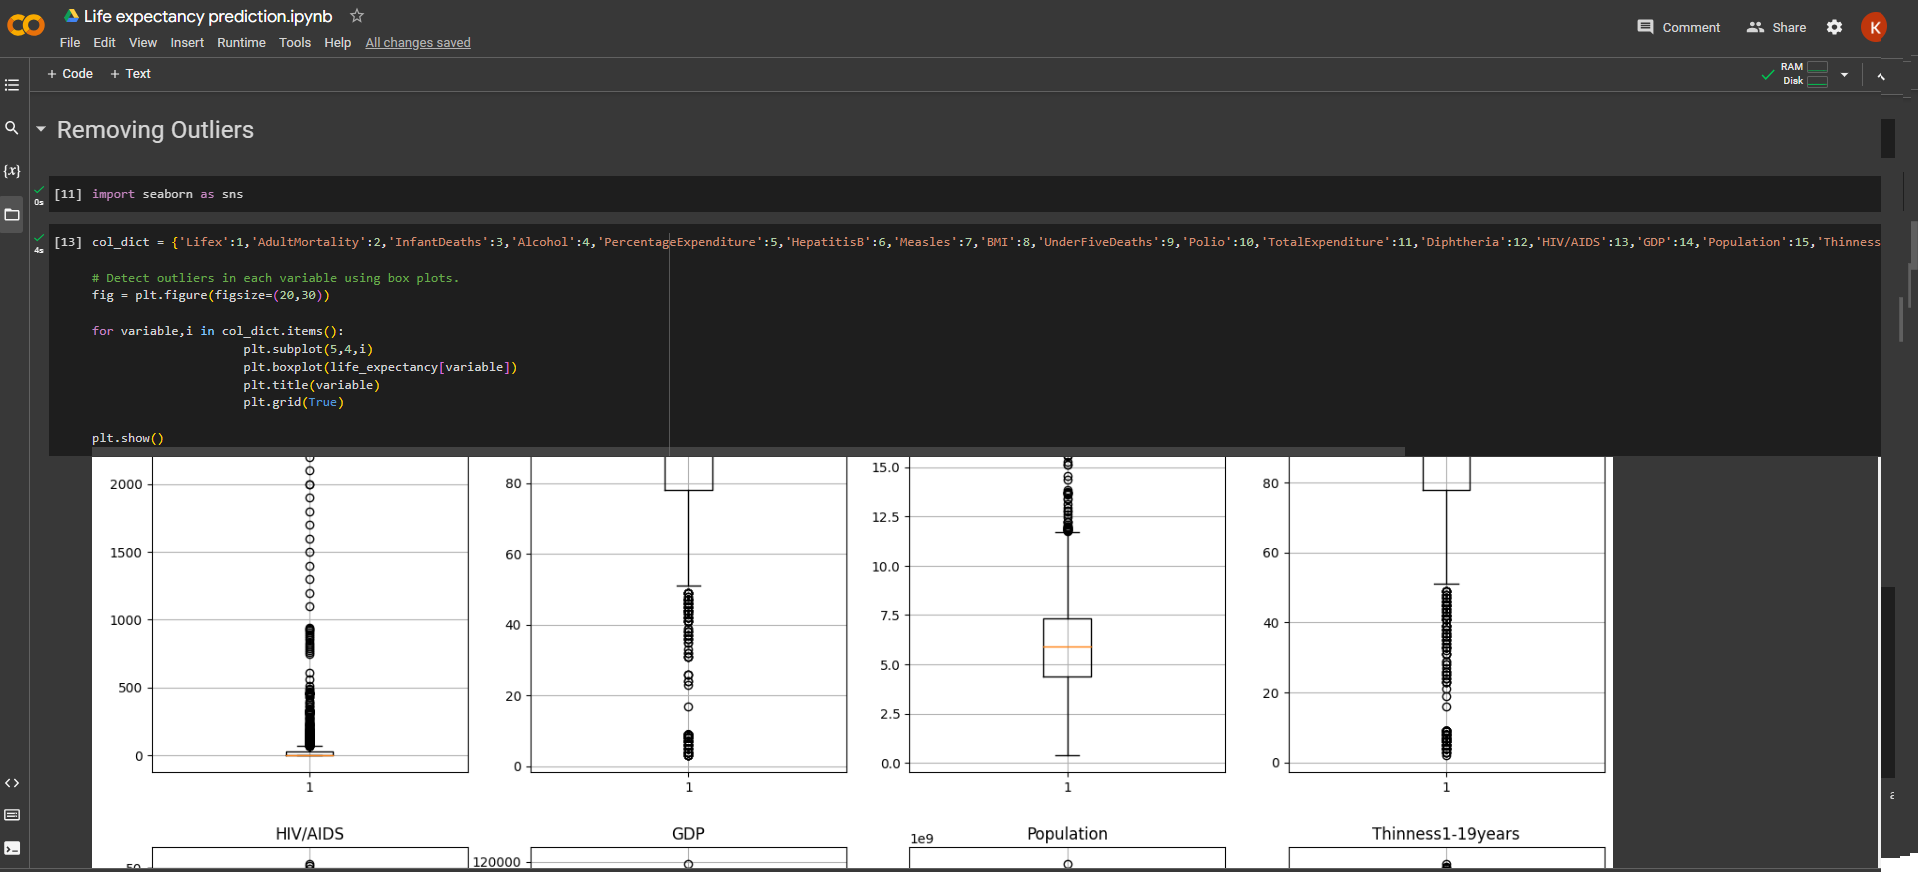 Life expectancy prediction.ipynb
Comment
Share
K
File Edit View Insert Runtime Tools Help All changes saved
+ Code + Text
RAM
Disk
Removing Outliers
{x}
0s
[11] import seaborn as sns
4s
[13] col_dict = {'Lifex':1,'AdultMortality':2,'InfantDeaths':3,'Alcohol':4,'PercentageExpenditure':5,'HepatitisB':6,'Measles':7,'BMI':8,'UnderFiveDeaths':9,'Polio':10,'TotalExpenditure':11,'Diphtheria':12,'HIV/AIDS':13,'GDP':14,'Population':15,'Thinness
# Detect outliers in each variable using box plots.
fig = plt.figure(figsize=(20,30))
for variable,i in col_dict.items():
plt.subplot(5,4,i)
plt.boxplot(life_expectancy[variable])
plt.title(variable)
plt.grid(True)
plt.show()
2000
1500
1000
500
0
1
80
60
40
20
0
1
15.0
12.5
10.0
7.5
5.0
2.5
0.0
1
80
60
40
20
0
1
HIV/AIDS
50
GDP
120000
Population
1e9
Thinness1-19years